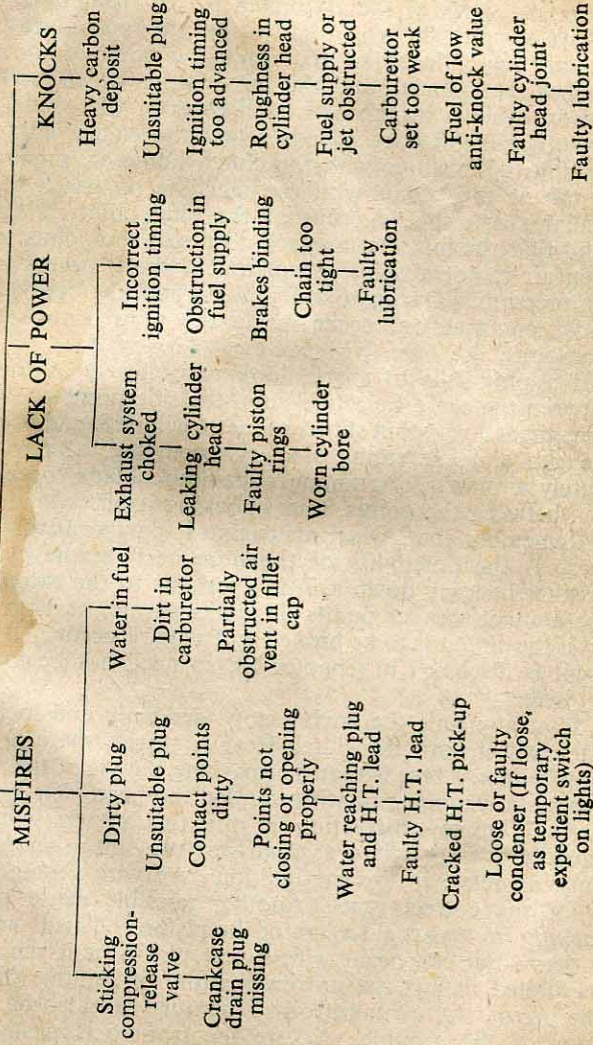 MISFIRES
Sticking
compression-
release
valve
Crankcase
drain plug
missing
Dirty plug
Unsuitable plug
Contact points
dirty
Points not
closing or opening
properly
Water reaching plug
and H.T. lead
Faulty H.T. lead
Cracked H.T. pick-up
Loose or faulty
condenser (If loose,
as temporary
expedient switch
on lights)
Water in fuel
Dirt in
carburettor
Partially
obstructed air
vent in filler
cap
LACK OF POWER
Exhaust system
choked
Leaking cylinder
head
Faulty piston
rings
Worn cylinder
bore
Incorrect
ignition timing
Obstruction in
fuel supply
Brakes binding
Chain too
tight
Faulty
lubrication
KNOCKS
Heavy carbon
deposit
Unsuitable plug
Ignition timing
too advanced
Roughness in
cylinder head
Fuel supply or
jet obstructed
Carburettor
set too weak
Fuel of low
anti-knock value
Faulty cylinder
head joint
Faulty lubrication